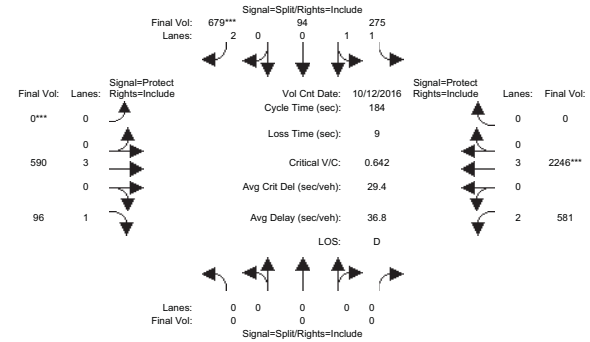 Signal=Split/Rights=Include
Final Vol: 679*** 94 275
Lanes: 2 0 0 1 1
Signal=Protect
Final Vol: Lanes: Rights=Include
Vol Cnt Date: 10/12/2016
Signal=Protect
Rights=Include Lanes: Final Vol:
Cycle Time (sec): 184
0*** 0
0 0
Loss Time (sec): 9
0
0
590 3
Critical V/C: 0.642
3 2246***
0
Avg Crit Del (sec/veh): 29.4
0
96 1
Avg Delay (sec/veh): 36.8
2 581
LOS: D
Lanes: 0 0 0 0 0
Final Vol: 0 0 0
Signal=Split/Rights=Include